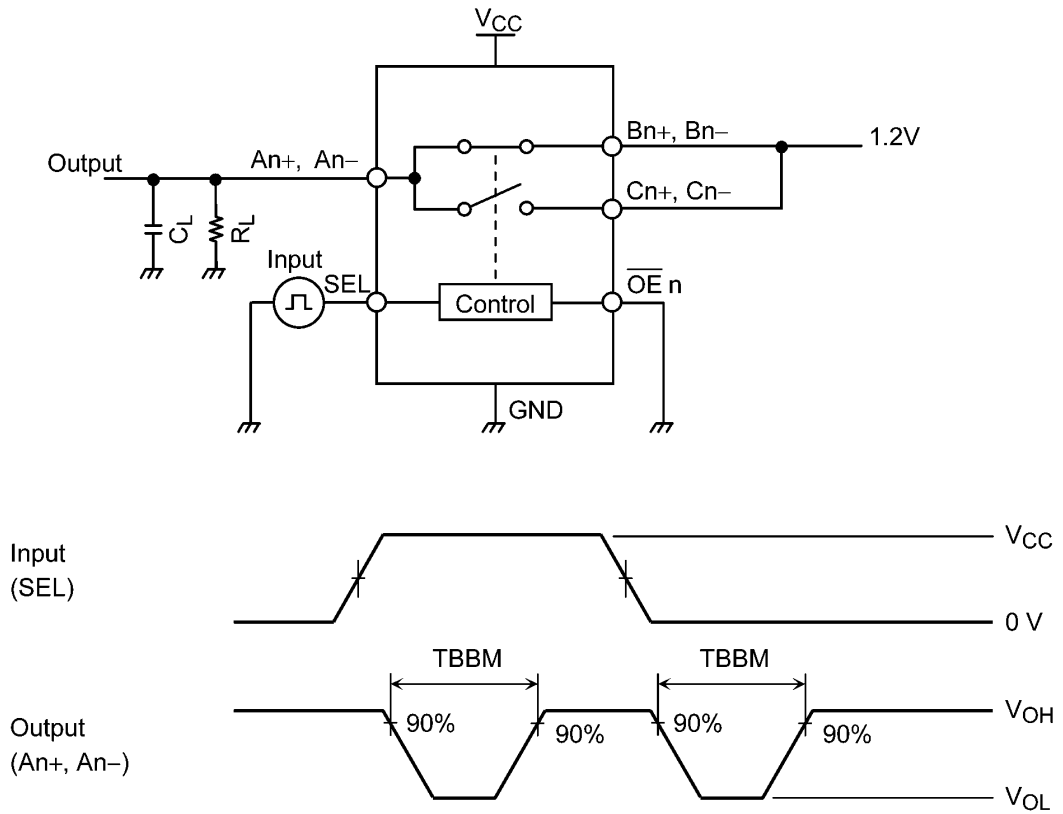 VCC
Output
An+, An−
Bn+, Bn−
1.2V
Cn+, Cn−
CL
RL
Input
SEL
Control
OE n
GND
Input
(SEL)
VCC
0 V
TBBM
TBBM
Output
(An+, An−)
90%
90%
90%
90%
VOH
VOL